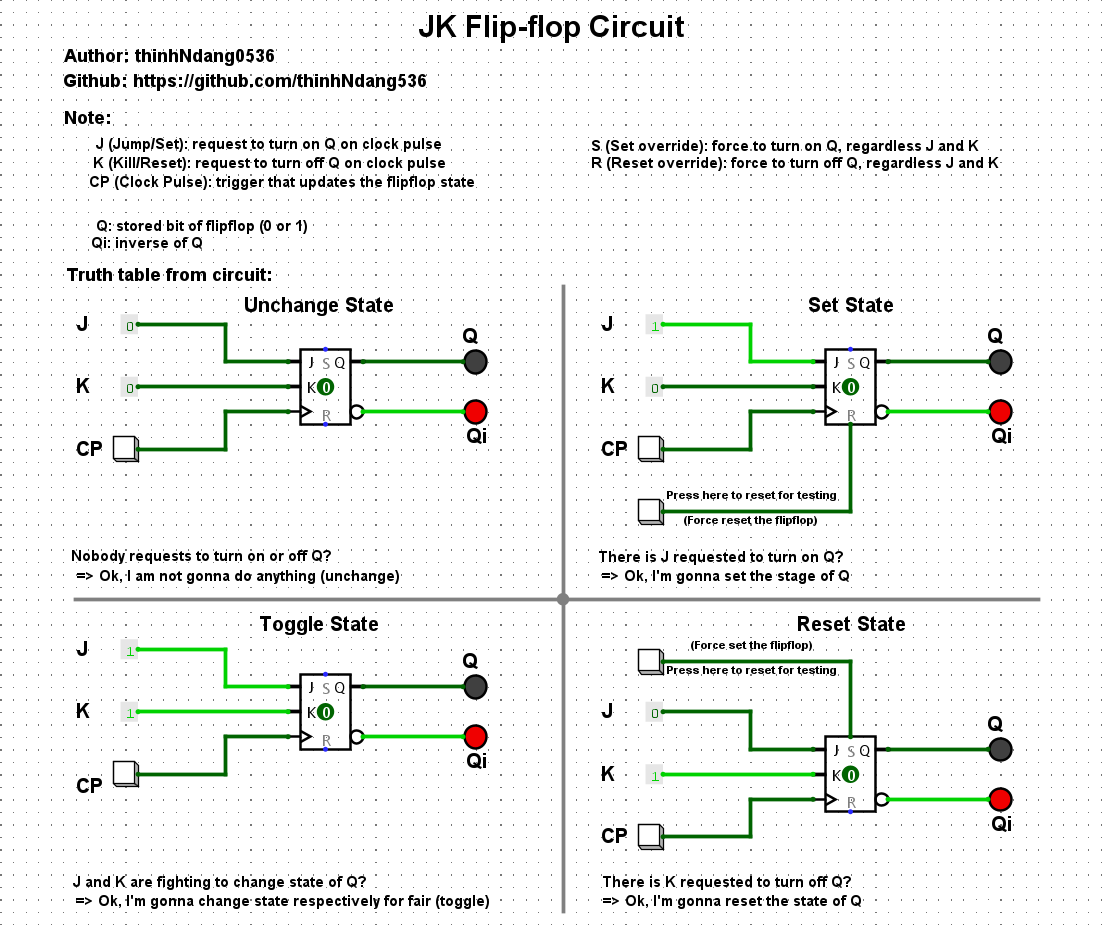 JK Flip-flop Circuit
Author: thinhNdang0536
Github: https://github.com/thinhNdang536
Note:
J (Jump/Set): request to turn on Q on clock pulse
K (Kill/Reset): request to turn off Q on clock pulse
CP (Clock Pulse): trigger that updates the flipflop state
S (Set override): force to turn on Q, regardless J and K
R (Reset override): force to turn off Q, regardless J and K
Q: stored bit of flipflop (0 or 1)
Qi: inverse of Q
Truth table from circuit:
Unchange State
J 0
K 0
CP
J S Q
K 0
R
Q
Qi
Nobody requests to turn on or off Q?
=> Ok, I am not gonna do anything (unchange)
Set State
J 1
K 0
CP
J S Q
K 0
R
Q
Qi
Press here to reset for testing
(Force reset the flipflop)
There is J requested to turn on Q?
=> Ok, I'm gonna set the stage of Q
Toggle State
J 1
K 1
CP
J S Q
K 0
R
Q
Qi
J and K are fighting to change state of Q?
=> Ok, I'm gonna change state respectively for fair (toggle)
Reset State
(Force set the flipflop)
Press here to reset for testing
J 0
K 1
CP
J S Q
K 0
R
Q
Qi
There is K requested to turn off Q?
=> Ok, I'm gonna reset the state of Q